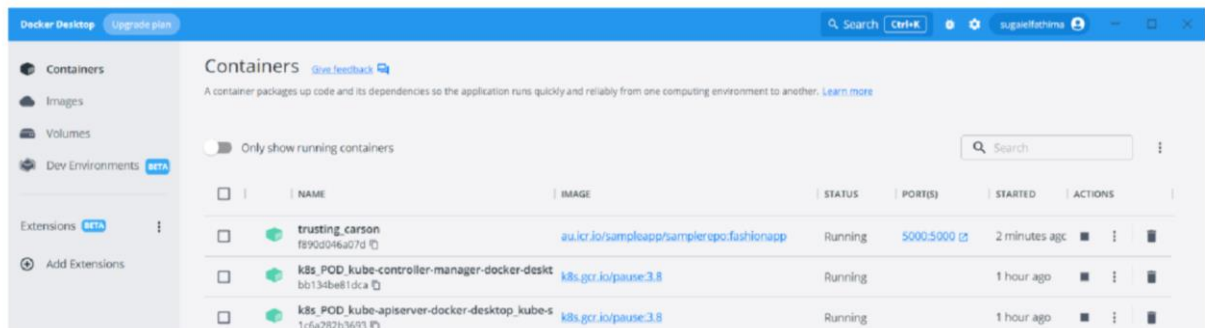 Docker Desktop Upgrade plan Search Ctrl+K sugaielfathima
Containers
Images
Volumes
Dev Environments BETA
Extensions BETA
Add Extensions
Containers Give feedback
A container packages up code and its dependencies so the application runs quickly and reliably from one computing environment to another. Learn more
Only show running containers
Search
NAME IMAGE STATUS PORT(S) STARTED ACTIONS
trusting_carson au.icr.io/sampleapp/samplerepo:fashionapp Running 5000:5000 2 minutes agc
f890d046a07d
k8s_POD_kube-controller-manager-docker-deskt k8s.gcr.io/pause:3.8 Running 1 hour ago
bb134be81dca
k8s_POD_kube-apiserver-docker-desktop_kube-s k8s.gcr.io/pause:3.8 Running 1 hour ago
1c6a282b3693